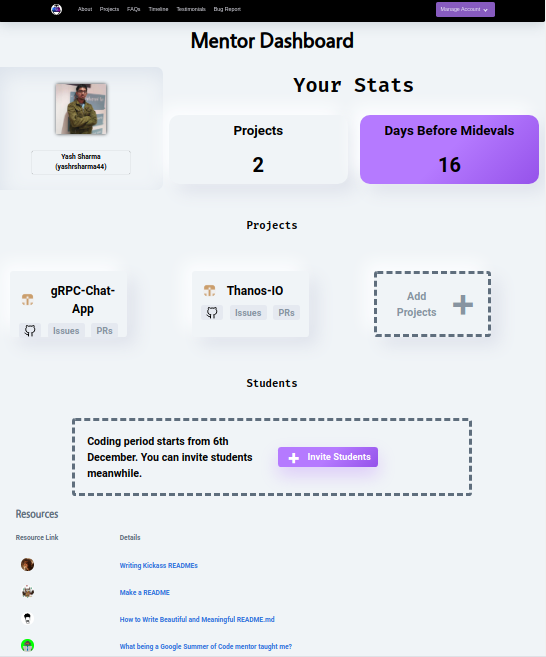 About Projects FAQs Timeline Testimonials Bug Report Manage Account
Mentor Dashboard
Your Stats
Yash Sharma
(yashrsharma44)
Projects
2
Days Before Midevals
16
Projects
gRPC-Chat-
App
Issues PRs
Thanos-IO
Issues PRs
Add
Projects
Students
Coding period starts from 6th
December. You can invite students
meanwhile.
Invite Students
Resources
Resource Link Details
Writing Kickass READMEs
Make a README
How to Write Beautiful and Meaningful README.md
What being a Google Summer of Code mentor taught me?